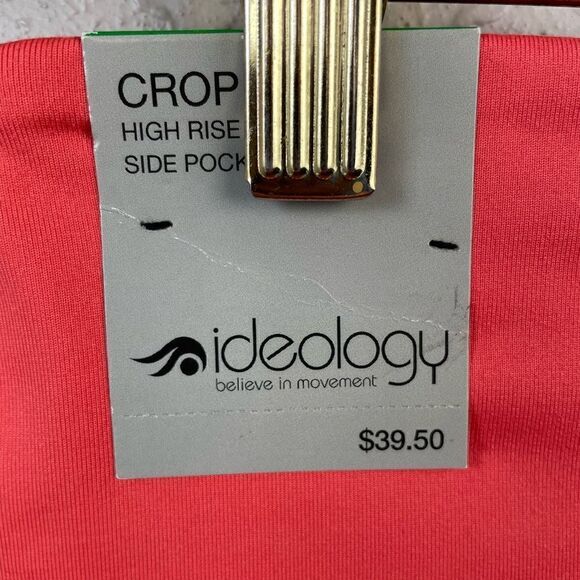 CROP
HIGH RISE
SIDE POCK
ideology
believe in movement
$39.50